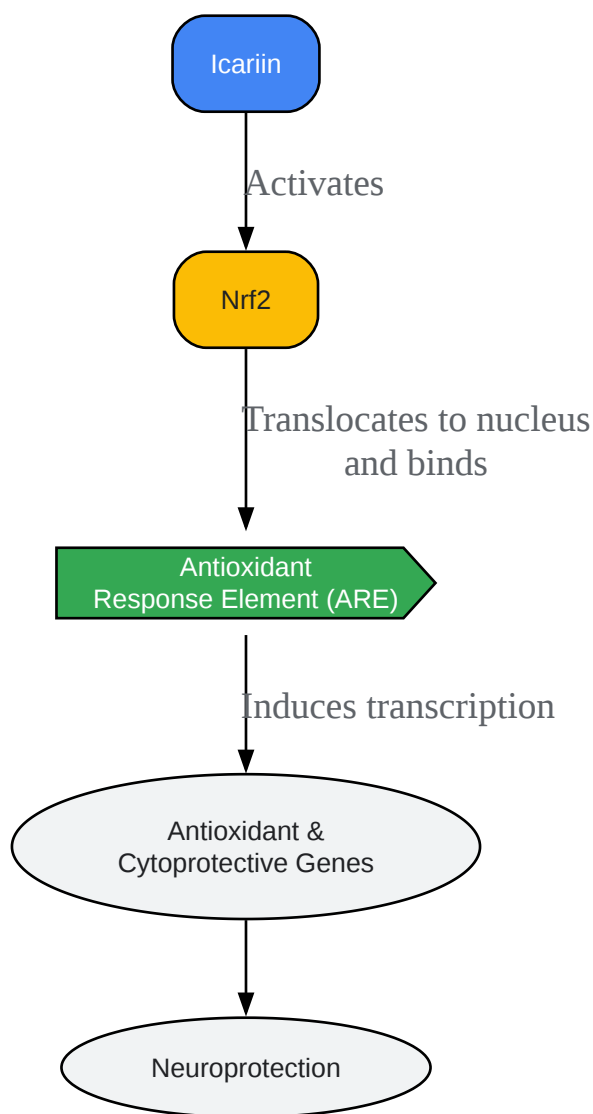 Icariin
Activates
Nrf2
Translocates to nucleus
and binds
Antioxidant
Response Element (ARE)
Induces transcription
Antioxidant &
Cytoprotective Genes
Neuroprotection